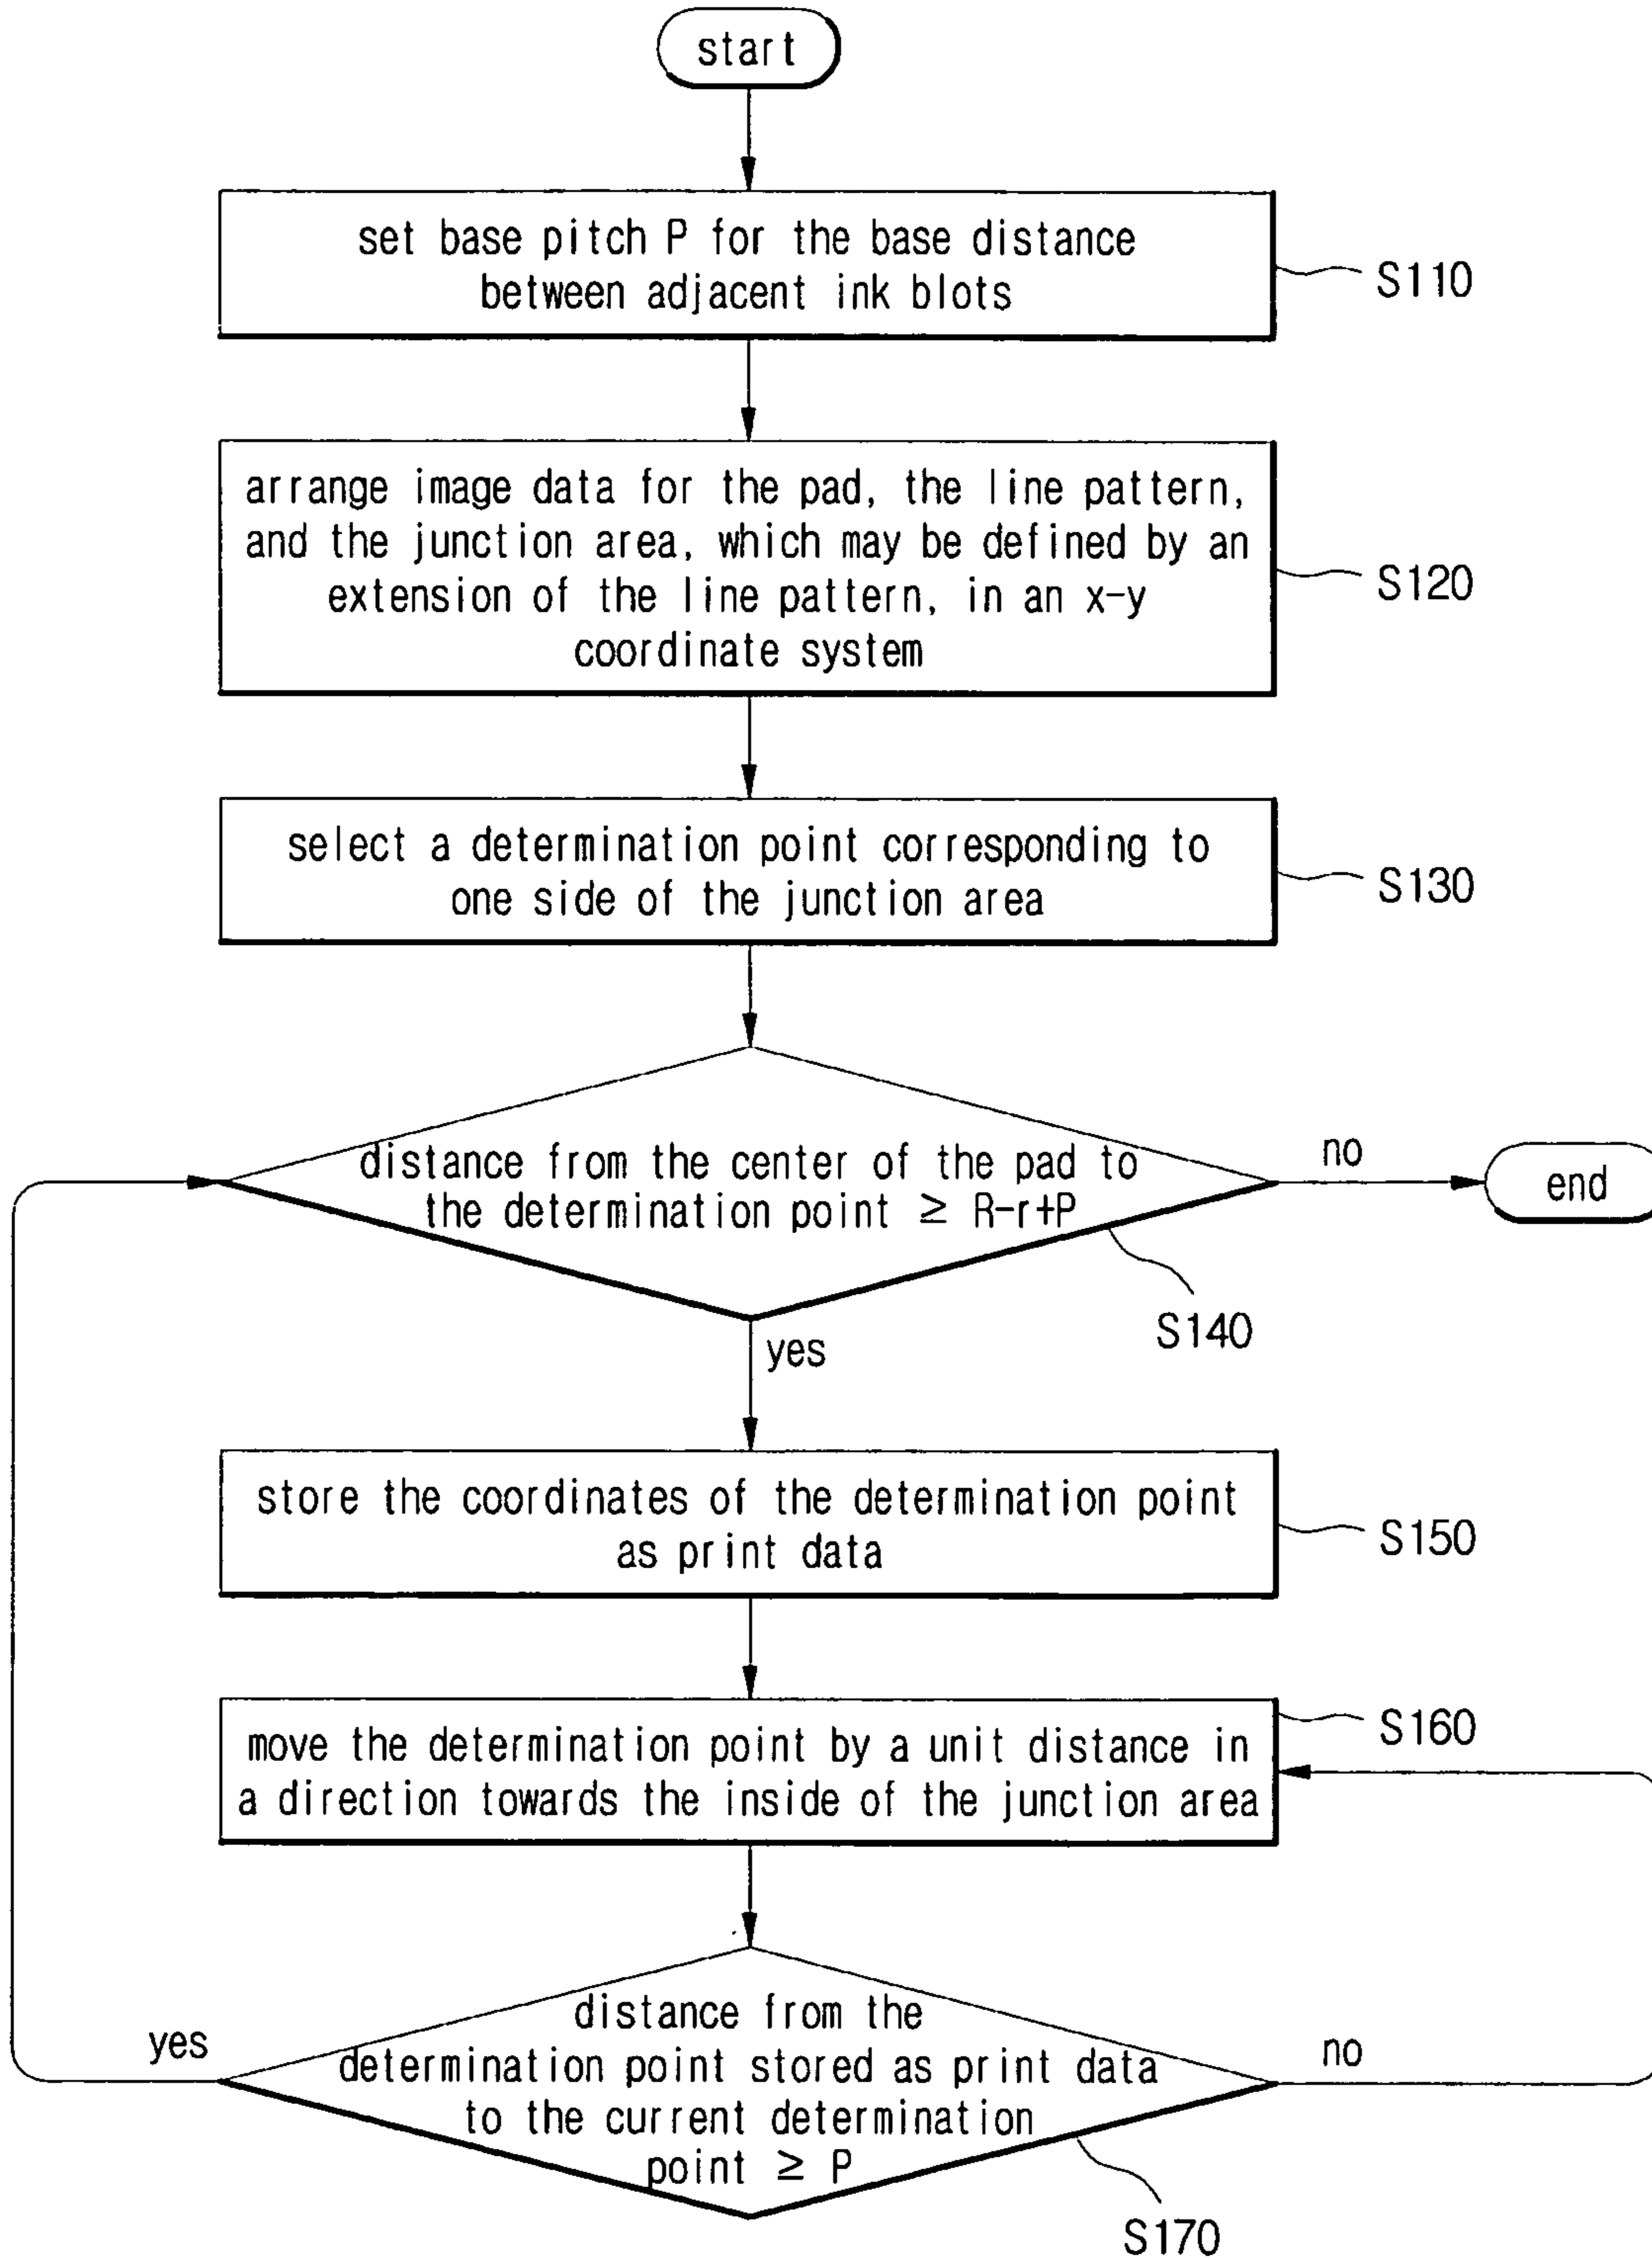 start
set base pitch P for the base distance
between adjacent ink blots
S110
arrange image data for the pad, the line pattern,
and the junction area, which may be defined by an
extension of the line pattern, in an x-y
coordinate system
S120
select a determination point corresponding to
one side of the junction area
S130
distance from the center of the pad to
the determination point ≥ R-r+P
no
end
S140
yes
store the coordinates of the determination point
as print data
S150
move the determination point by a unit distance in
a direction towards the inside of the junction area
S160
distance from the
determination point stored as print data
to the current determination
point ≥ P
yes
no
S170